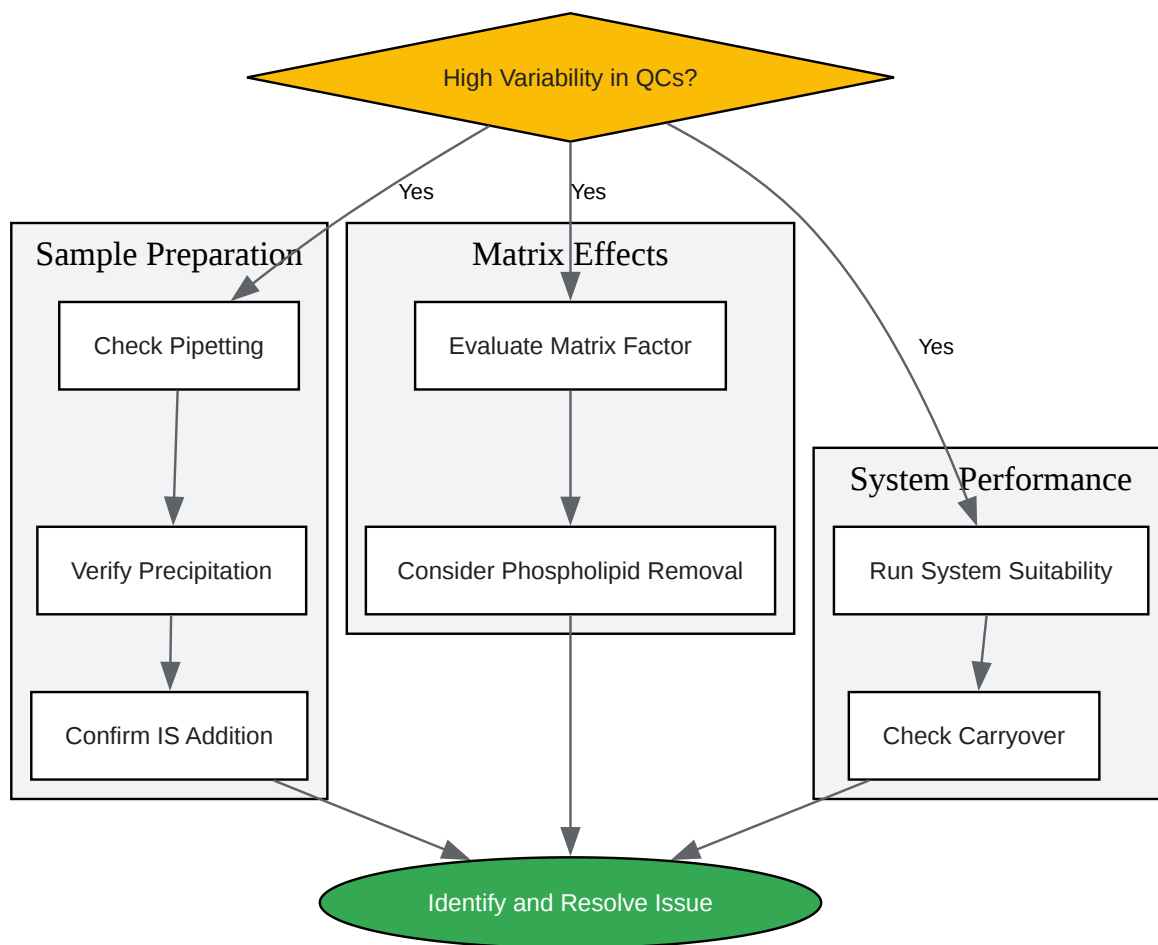 High Variability in QCs?
Yes
Yes
Sample Preparation
Matrix Effects
Check Pipetting
Evaluate Matrix Factor
Yes
System Performance
Verify Precipitation
Consider Phospholipid Removal
Run System Suitability
Confirm IS Addition
Check Carryover
Identify and Resolve Issue